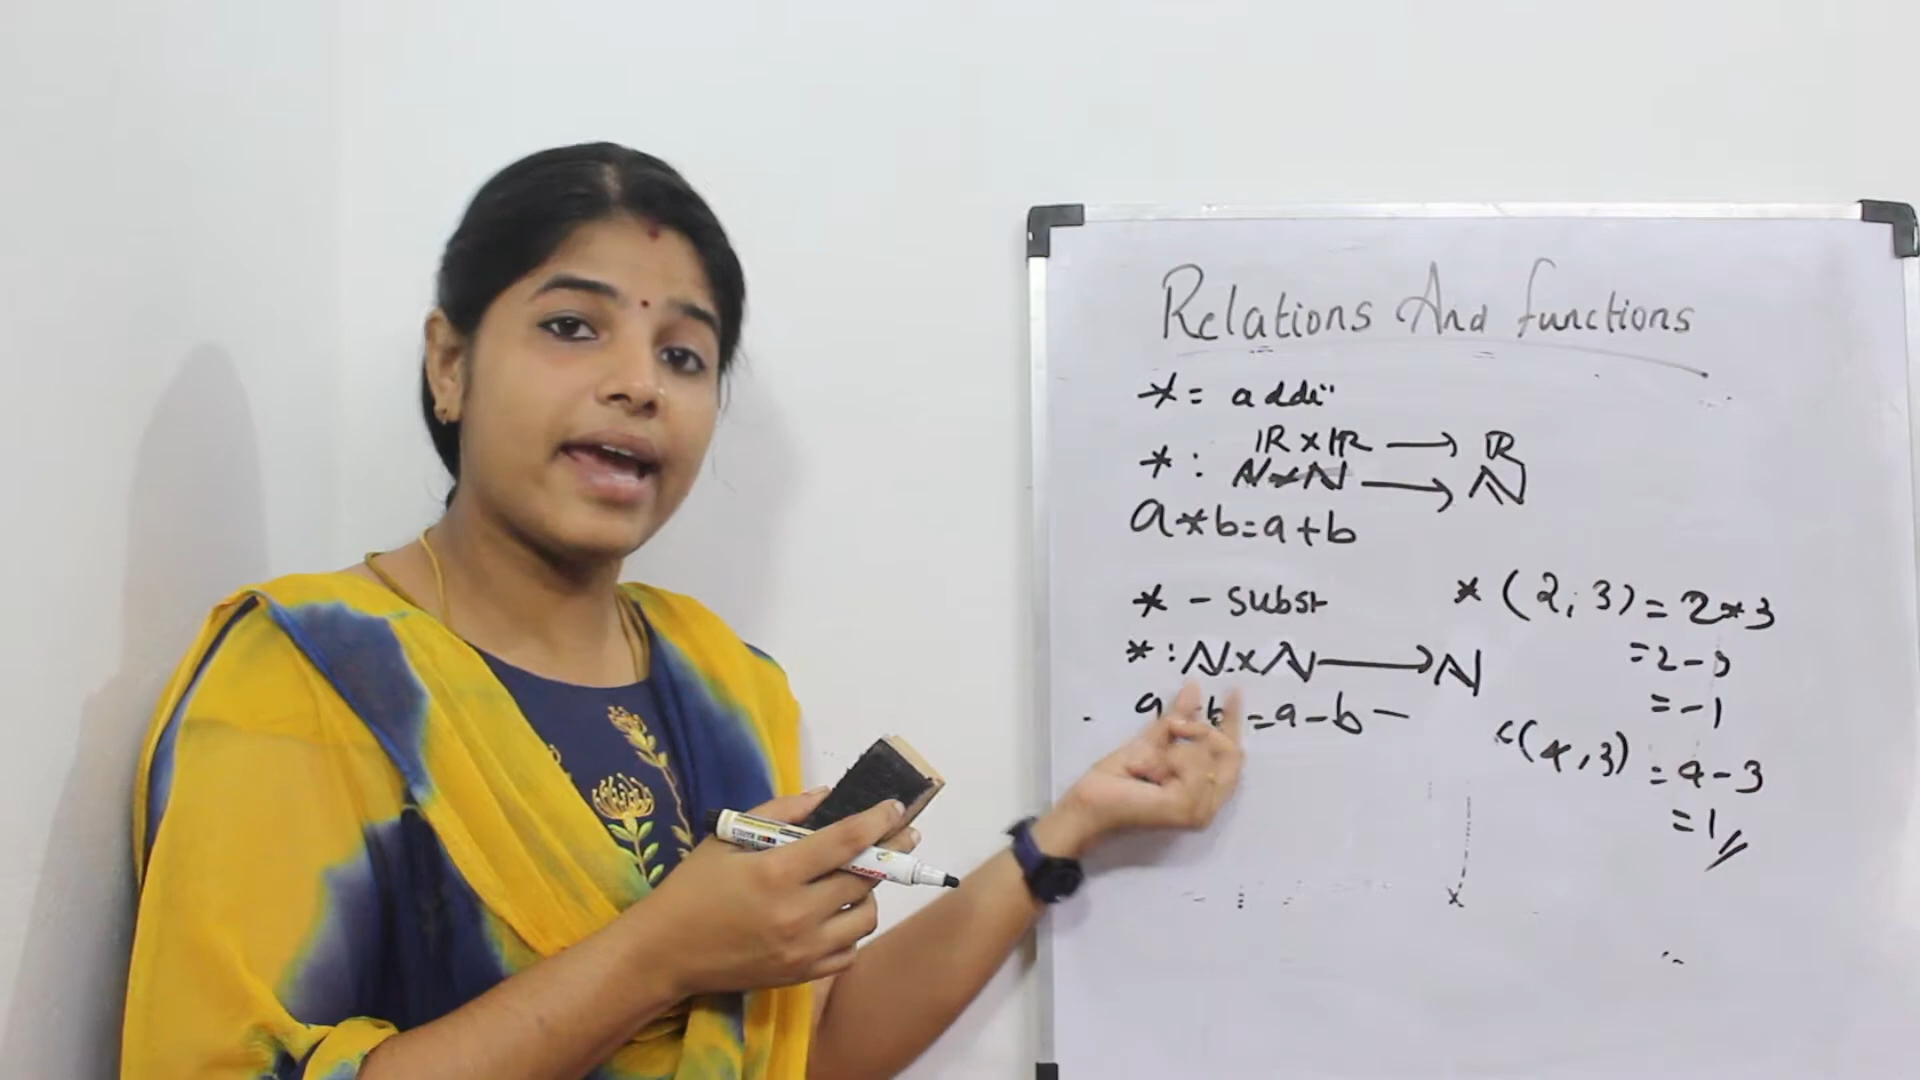 Relations And functions
* = addi
* : IR x IR → IR
N x N → N
a * b = a + b
* - subst
* : N x N → N
= a - b -
* (2, 3) = 2 * 3
= 2 - 3
= -1
(4, 3) = 4 - 3
= 1 //